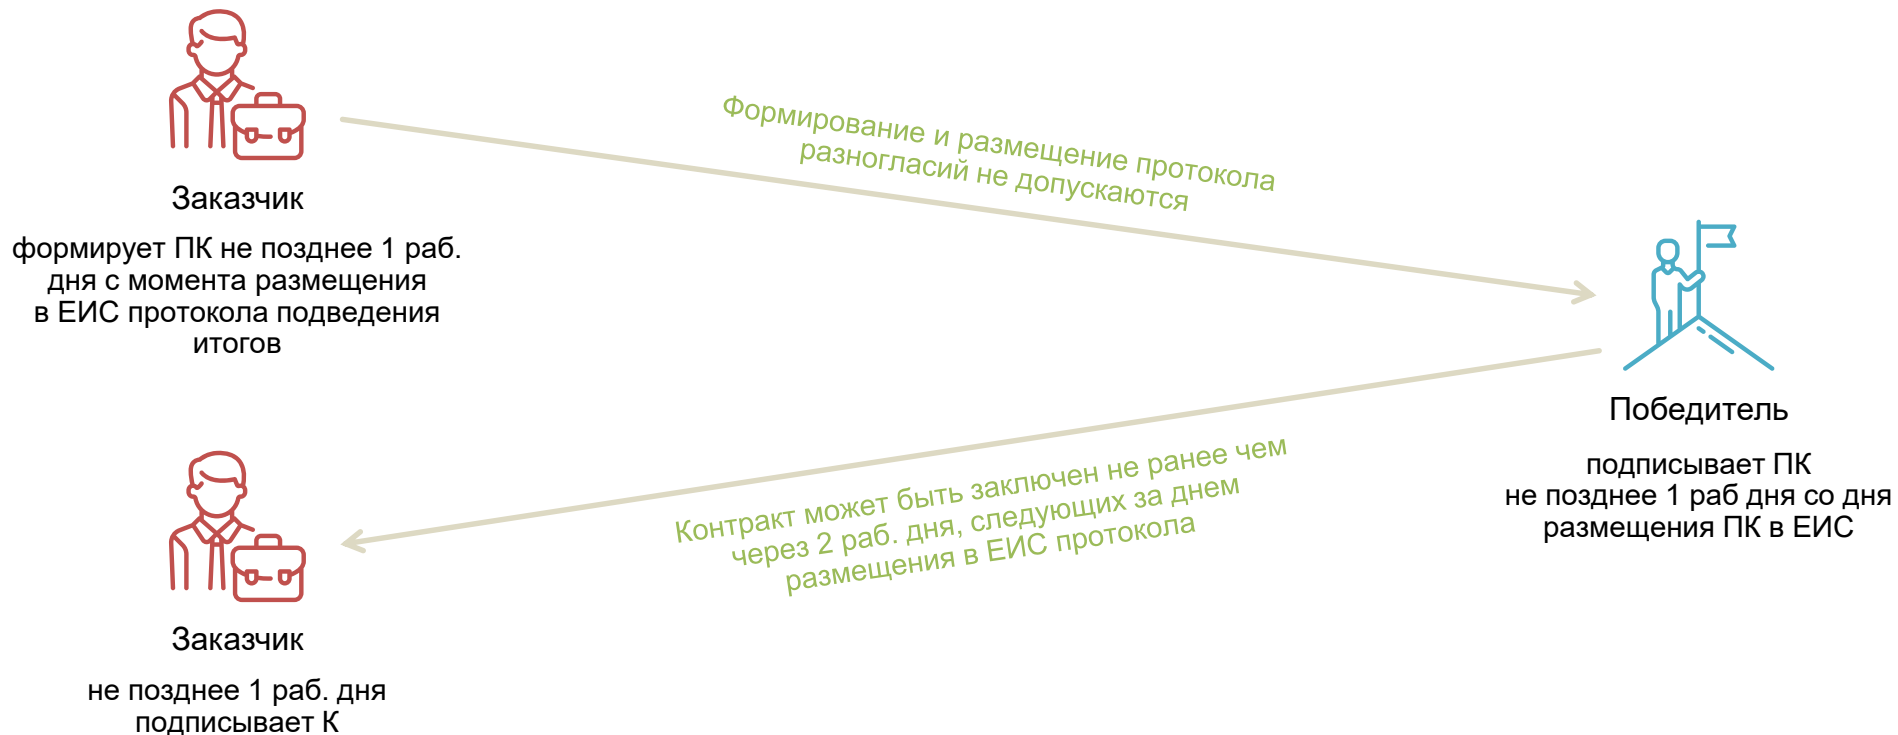 Заказчик
формирует ПК не позднее 1 раб.
дня с момента размещения
в ЕИС протокола подведения
итогов
Формирование и размещение протокола
разногласий не допускаются
Победитель
подписывает ПК
не позднее 1 раб дня со дня
размещения ПК в ЕИС
Контракт может быть заключен не ранее чем
через 2 раб. дня, следующих за днем
размещения в ЕИС протокола
Заказчик
не позднее 1 раб. дня
подписывает К